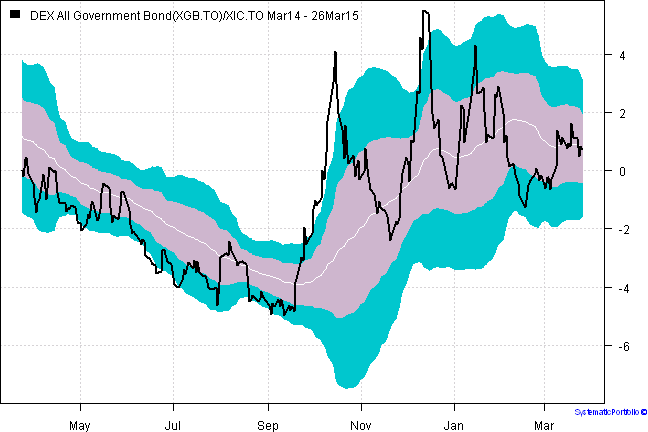 DEX All Government Bond(XGB.TO)/XIC.TO Mar14 - 26Mar15
4
2
0
-2
-4
-6
May Jul Sep Nov Jan Mar
SystematicPortfolio ©